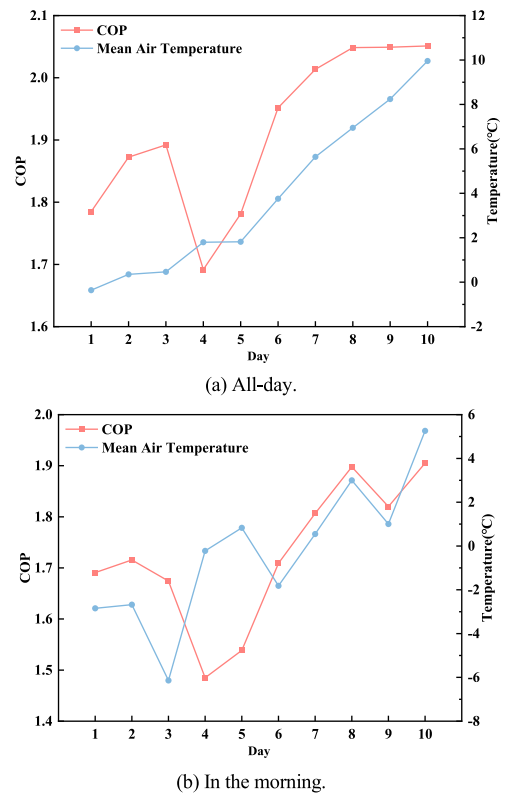 2.1
2.0
1.9
1.8
1.7
1.6
COP
COP
Mean Air Temperature
12
10
8
6
4
2
0
-2
Temperature(°C)
1 2 3 4 5 6 7 8 9 10
Day
(a) All-day.
2.0
1.9
1.8
1.7
1.6
1.5
1.4
COP
COP
Mean Air Temperature
6
4
2
0
-2
-4
-6
-8
Temperature(°C)
1 2 3 4 5 6 7 8 9 10
Day
(b) In the morning.